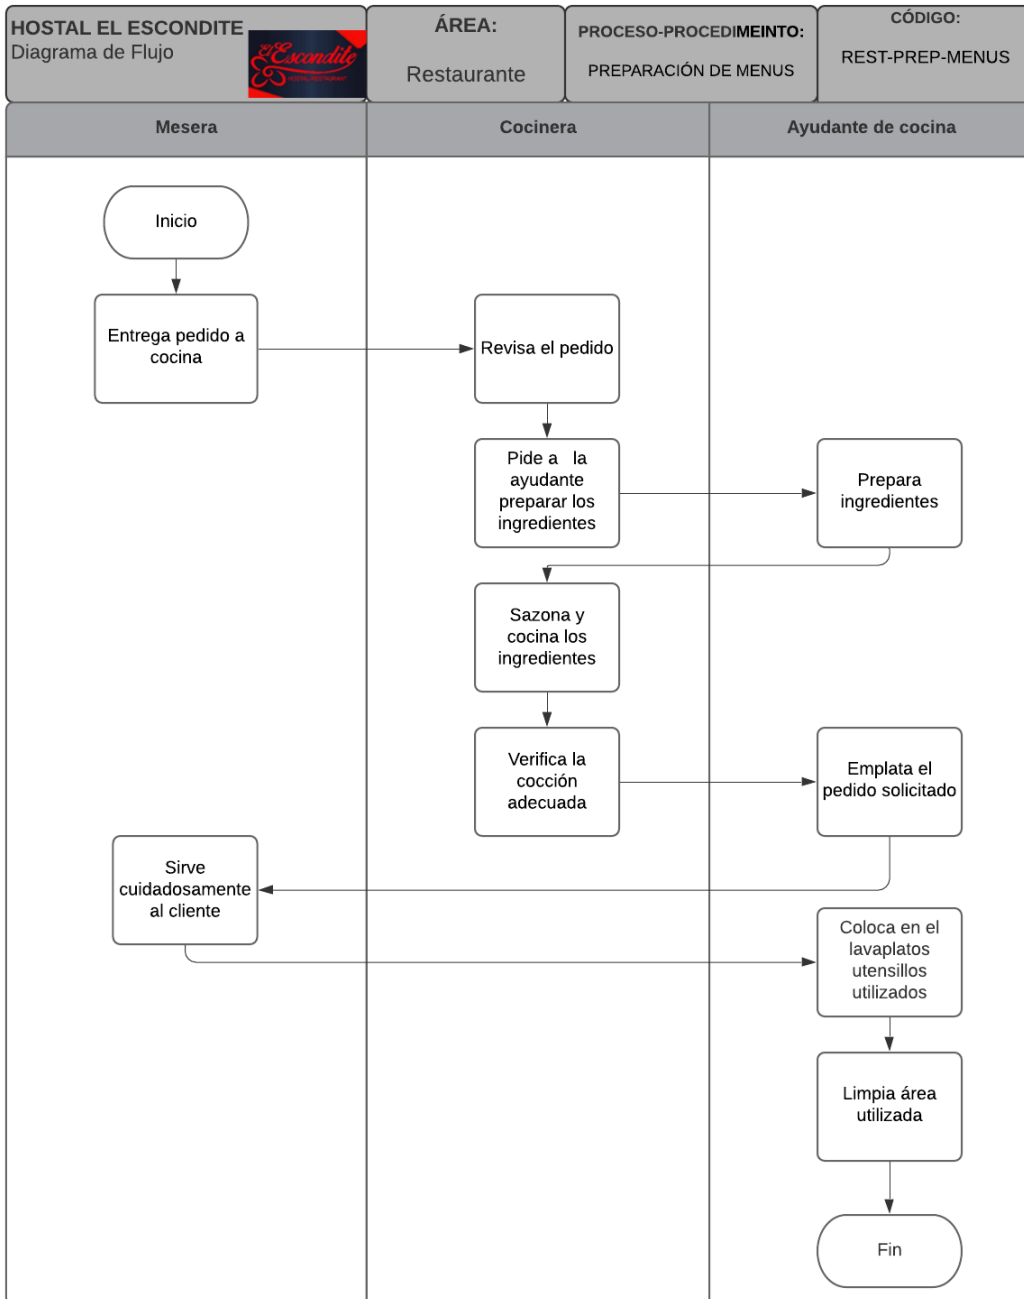 HOSTAL EL ESCONDITE
Diagrama de Flujo
El Escondite
HOSTAL RESTAURANT
ÁREA:
Restaurante
PROCESO-PROCEDIMEINTO:
PREPARACIÓN DE MENUS
CÓDIGO:
REST-PREP-MENUS
Mesera
Cocinera
Ayudante de cocina
Inicio
Entrega pedido a
cocina
Revisa el pedido
Pide a la
ayudante
preparar los
ingredientes
Prepara
ingredientes
Sazona y
cocina los
ingredientes
Verifica la
cocción
adecuada
Emplata el
pedido solicitado
Sirve
cuidadosamente
al cliente
Coloca en el
lavaplatos
utensillos
utilizados
Limpia área
utilizada
Fin